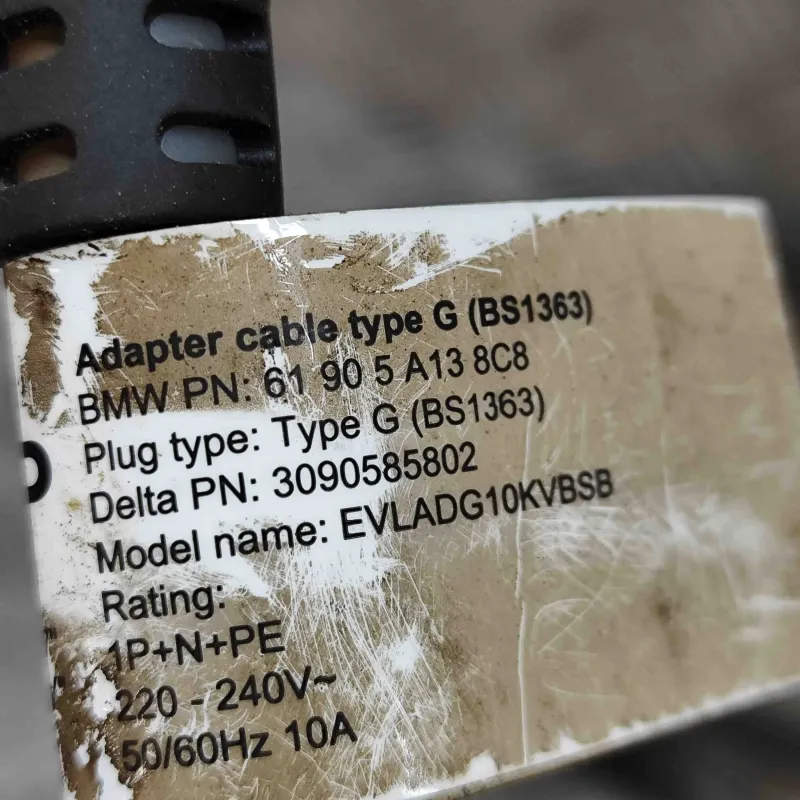 Adapter cable type G (BS1363)
BMW PN: 61 90 5 A13 8C8
Plug type: Type G (BS1363)
Delta PN: 3090585802
Model name: EVLADG10KVBSB
Rating:
1P+N+PE
220 - 240V~
50/60Hz 10A